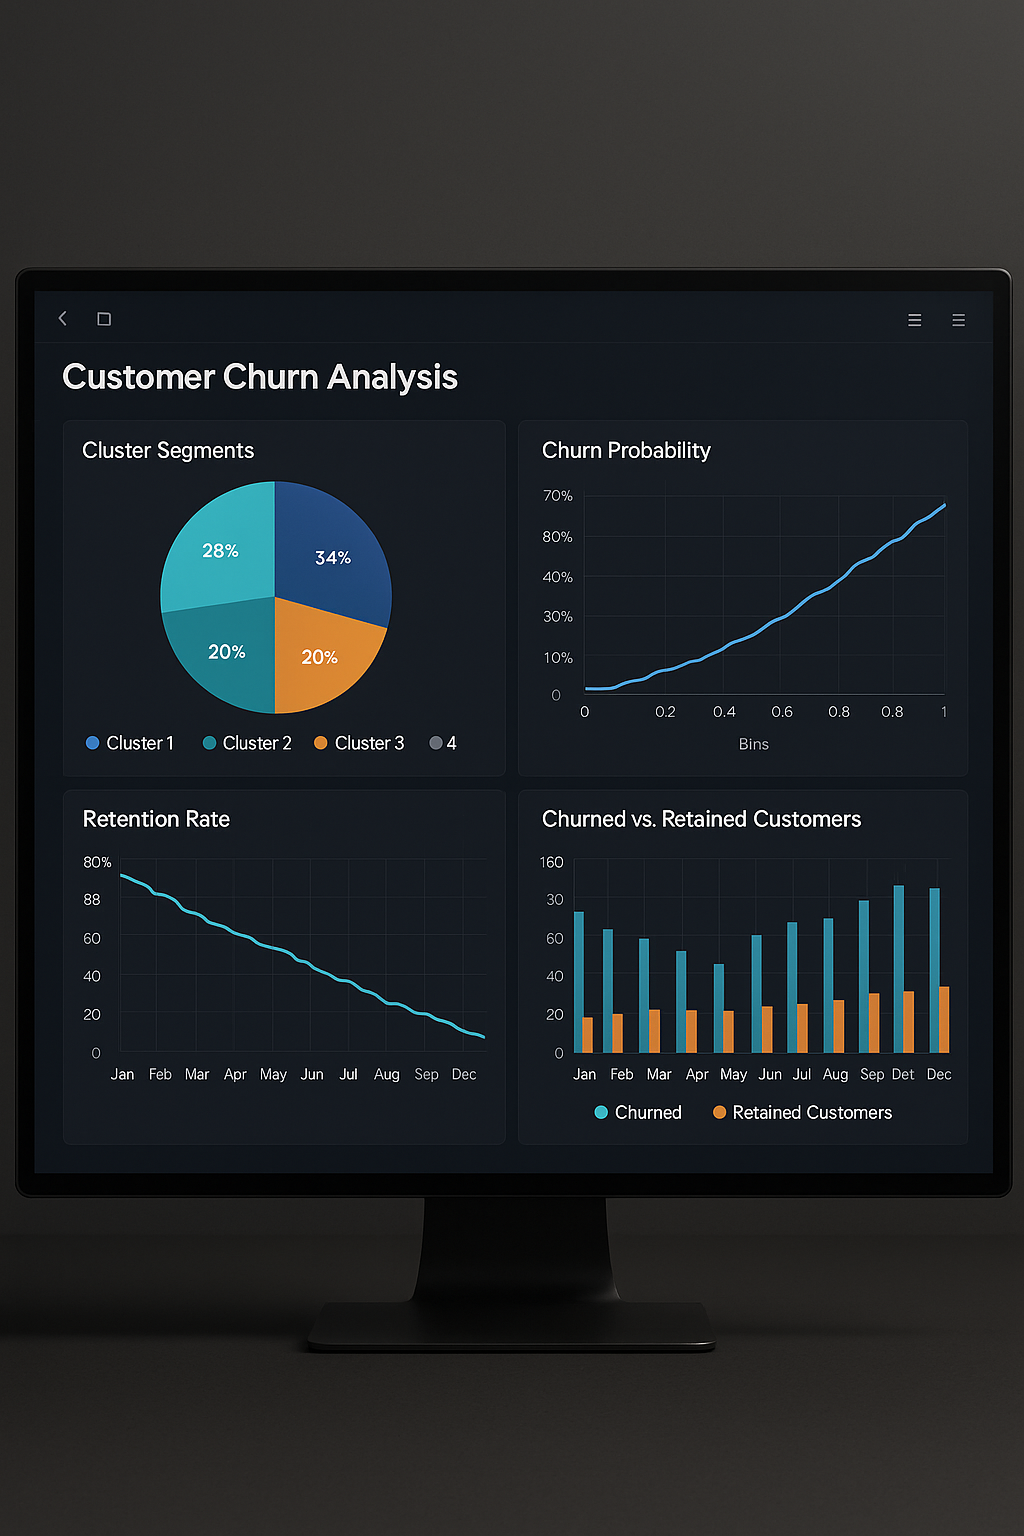 Customer Churn Analysis
Cluster Segments
28%
34%
20%
20%
Cluster 1
Cluster 2
Cluster 3
4
Churn Probability
70%
80%
40%
30%
10%
0
0 0.2 0.4 0.6 0.8 0.8 1
Bins
Retention Rate
80%
88
60
40
20
0
Jan Feb Mar Apr May Jun Jul Aug Sep Dec
Churned vs. Retained Customers
160
30
60
40
20
0
Jan Feb Mar Apr May Jun Jul Aug Sep Det Dec
Churned
Retained Customers